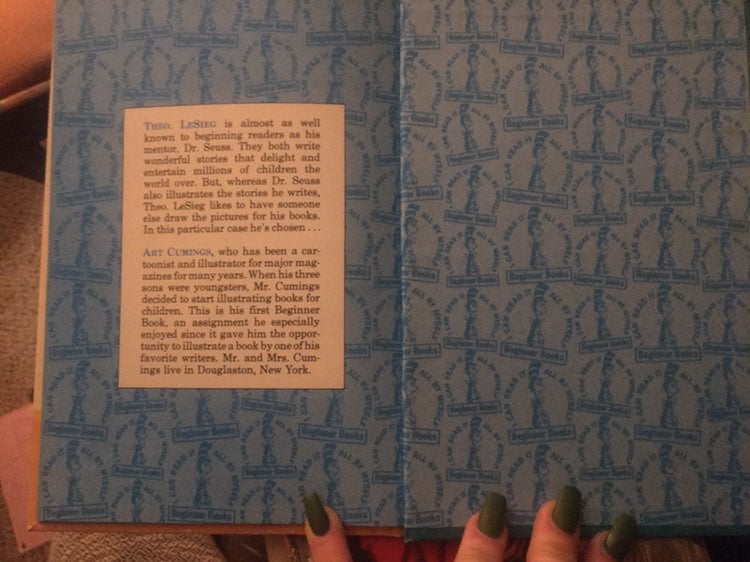 THEO. LESIEG is almost as well
known to beginning readers as his
mentor, Dr. Seuss. They both write
wonderful stories that delight and
entertain millions of children the
world over. But, whereas Dr. Seuss
also illustrates the stories he writes,
Theo. LeSieg likes to have someone
else draw the pictures for his books.
In this particular case he's chosen ...
ART CUMINGS, who has been a car-
toonist and illustrator for major mag-
azines for many years. When his three
sons were youngsters, Mr. Cumings
decided to start illustrating books for
children. This is his first Beginner
Book, an assignment he especially
enjoyed since it gave him the oppor-
tunity to illustrate a book by one of his
favorite writers. Mr. and Mrs. Cum-
ings live in Douglaston, New York.
I CAN READ IT ALL BY MYSELF
Beginner Books